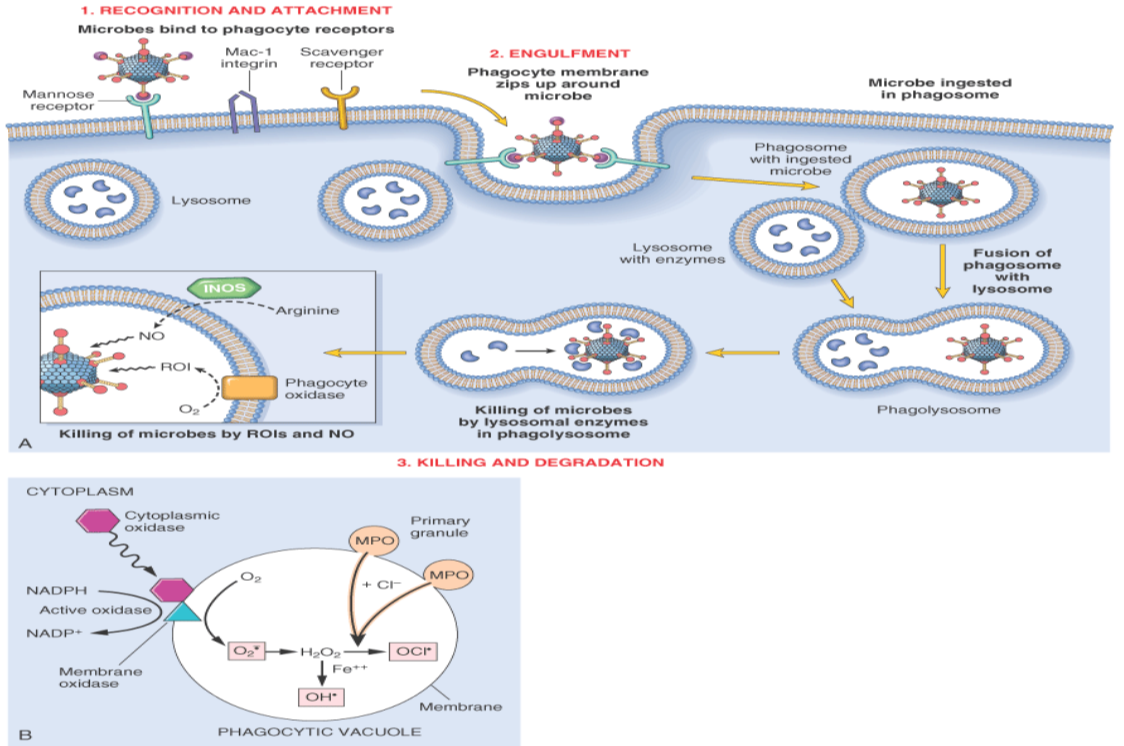 1. RECOGNITION AND ATTACHMENT
Microbes bind to phagocyte receptors
Mac-1
integrin
Scavenger
receptor
Mannose
receptor
2. ENGULFMENT
Phagocyte membrane
zips up around
microbe
Microbe ingested
in phagosome
Phagosome
with ingested
microbe
Lysosome
Lysosome
with enzymes
Fusion of
phagosome
with
lysosome
iNOS
Arginine
NO
ROI
O₂
Phagocyte
oxidase
Killing of microbes by ROIs and NO
Killing of microbes
by lysosomal enzymes
in phagolysosome
Phagolysosome
A
3. KILLING AND DEGRADATION
CYTOPLASM
Cytoplasmic
oxidase
Primary
granule
MPO
MPO
+ Cl⁻
O₂
NADPH
Active oxidase
NADP⁺
O₂•̄
H₂O₂
OCl•
Fe⁺⁺
OH•
Membrane
oxidase
Membrane
PHAGOCYTIC VACUOLE
B